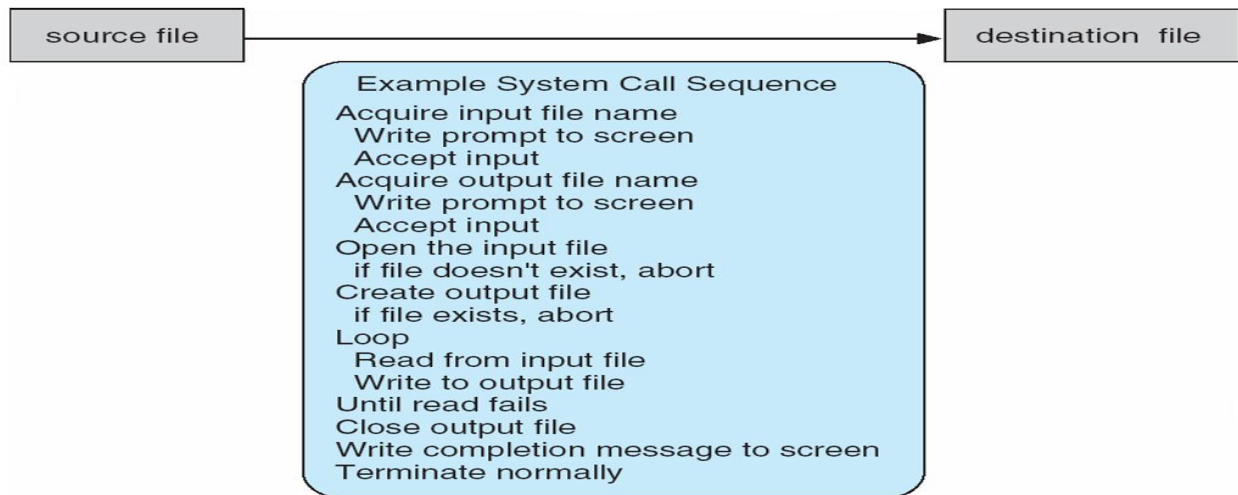 source file
destination file
Example System Call Sequence
Acquire input file name
Write prompt to screen
Accept input
Acquire output file name
Write prompt to screen
Accept input
Open the input file
if file doesn't exist, abort
Create output file
if file exists, abort
Loop
Read from input file
Write to output file
Until read fails
Close output file
Write completion message to screen
Terminate normally